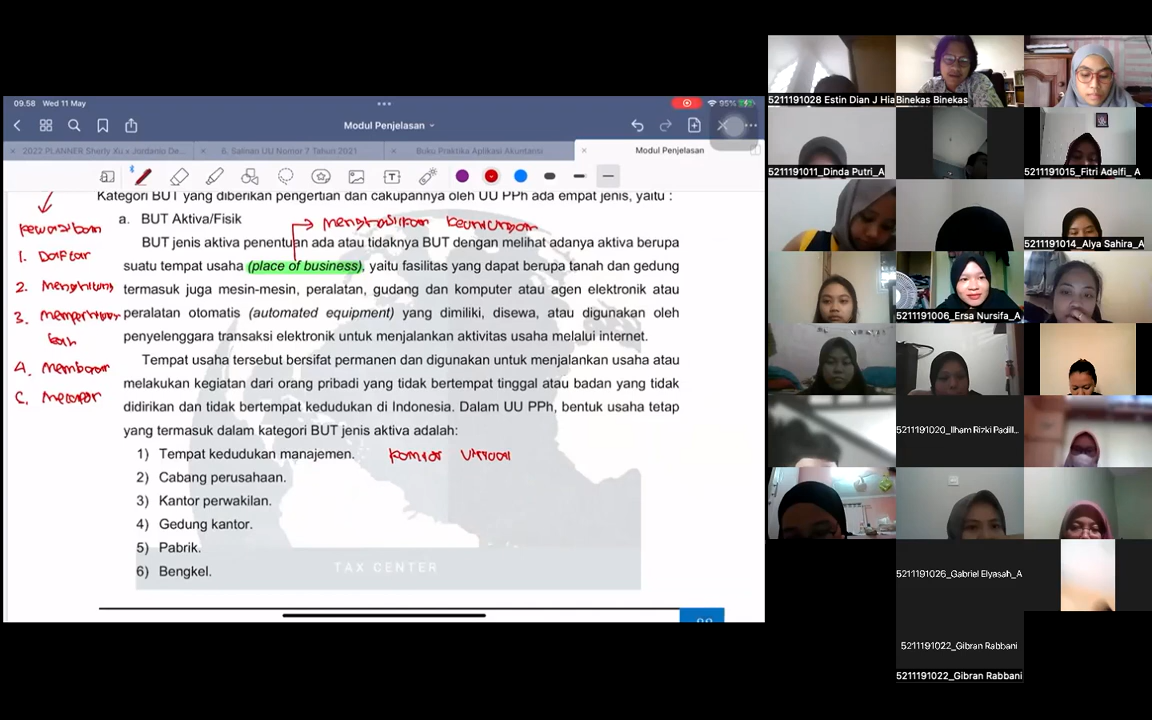 09.58 Wed 11 May
95%
Modul Penjelasan
2022 PLANNER Sherly Xu x Jordanio De...
6. Salinan UU Nomor 7 Tahun 2021
Buku Praktika Aplikasi Akuntansi
Modul Penjelasan
Kategori BUT yang diberikan pengertian dan cakupannya oleh UU PPh ada empat jenis, yaitu :
a. BUT Aktiva/Fisik
menghasilkan keuntungan
BUT jenis aktiva penentuan ada atau tidaknya BUT dengan melihat adanya aktiva berupa
suatu tempat usaha (place of business), yaitu fasilitas yang dapat berupa tanah dan gedung
termasuk juga mesin-mesin, peralatan, gudang dan komputer atau agen elektronik atau
peralatan otomatis (automated equipment) yang dimiliki, disewa, atau digunakan oleh
penyelenggara transaksi elektronik untuk menjalankan aktivitas usaha melalui internet.
Tempat usaha tersebut bersifat permanen dan digunakan untuk menjalankan usaha atau
melakukan kegiatan dari orang pribadi yang tidak bertempat tinggal atau badan yang tidak
didirikan dan tidak bertempat kedudukan di Indonesia. Dalam UU PPh, bentuk usaha tetap
yang termasuk dalam kategori BUT jenis aktiva adalah:
1) Tempat kedudukan manajemen. kantor virtual
2) Cabang perusahaan.
3) Kantor perwakilan.
4) Gedung kantor.
5) Pabrik.
6) Bengkel.
TAX CENTER
kewajiban
1. Daftar
2. Menghitung
3.
4. Membayar
Melapor
5211191028 Estin Dian J Hia
Binekas Binekas
5211191011_Dinda Putri_A
5211191015_Fitri Adelfi_ A
5211191014_Alya Sahira_A
5211191006_Ersa Nursifa_A
5211191020_Ilham Rizki Padill...
5211191026_Gabriel Elyasah_A
5211191022_Gibran Rabbani
5211191022_Gibran Rabbani